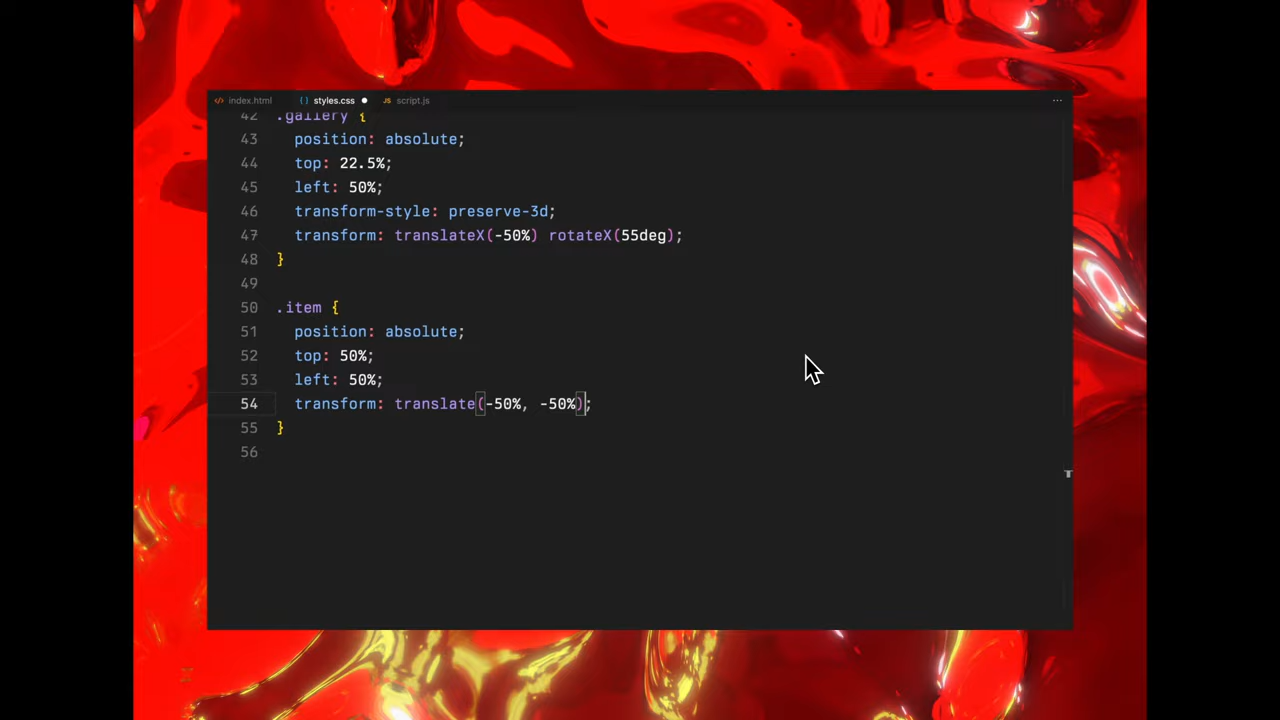 index.html styles.css script.js
42 .gallery {
43 position: absolute;
44 top: 22.5%;
45 left: 50%;
46 transform-style: preserve-3d;
47 transform: translateX(-50%) rotateX(55deg);
48 }
49
50 .item {
51 position: absolute;
52 top: 50%;
53 left: 50%;
54 transform: translate(-50%, -50%);
55 }
56